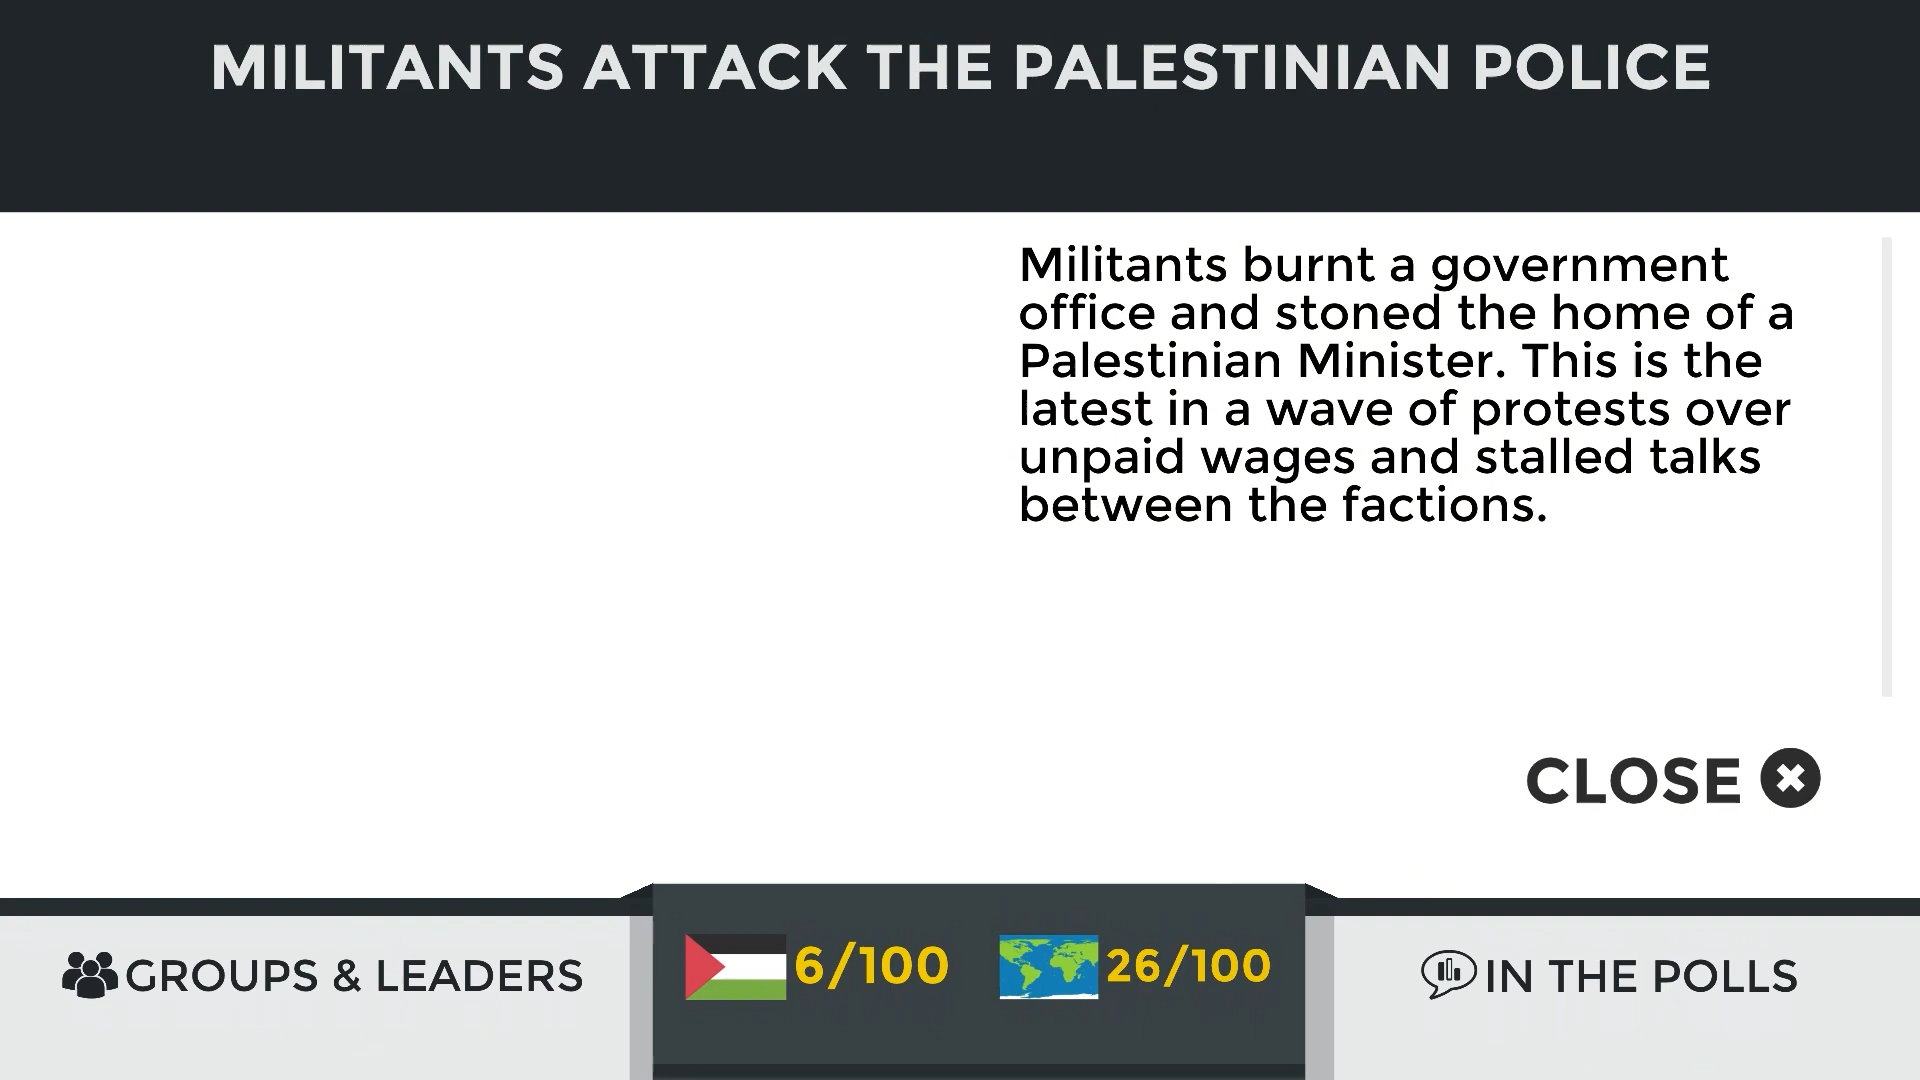 MILITANTS ATTACK THE PALESTINIAN POLICE
Militants burnt a government
office and stoned the home of a
Palestinian Minister. This is the
latest in a wave of protests over
unpaid wages and stalled talks
between the factions.
CLOSE
GROUPS & LEADERS
6/100
26/100
IN THE POLLS